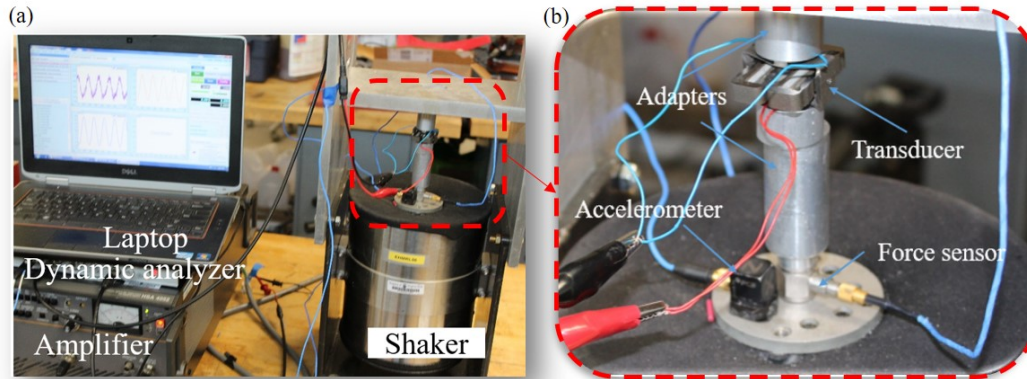 (a)
(b)
DELL
Laptop
Dynamic analyzer
Amplifier
Shaker
Adapters
Transducer
Accelerometer
Force sensor